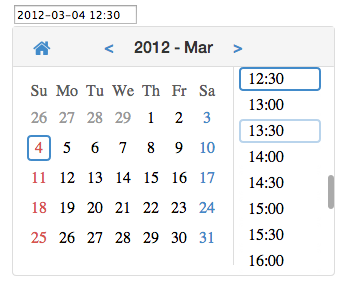 2012-03-04 12:30
< 2012 - Mar >
Su Mo Tu We Th Fr Sa
26 27 28 29 1 2 3
4 5 6 7 8 9 10
11 12 13 14 15 16 17
18 19 20 21 22 23 24
25 26 27 28 29 30 31
12:30
13:00
13:30
14:00
14:30
15:00
15:30
16:00